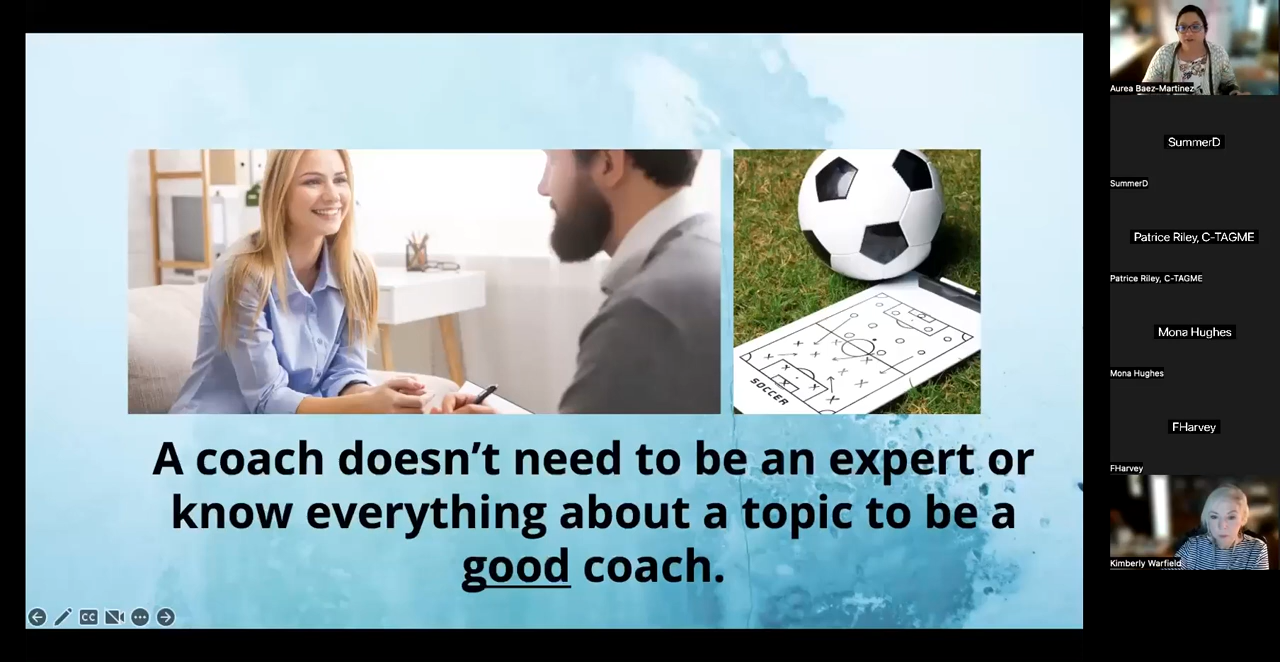 SOCCER
A coach doesn’t need to be an expert or
know everything about a topic to be a
good coach.
CC
Aurea Baez-Martinez
SummerD
SummerD
Patrice Riley, C-TAGME
Patrice Riley, C-TAGME
Mona Hughes
Mona Hughes
FHarvey
FHarvey
Kimberly Warfield